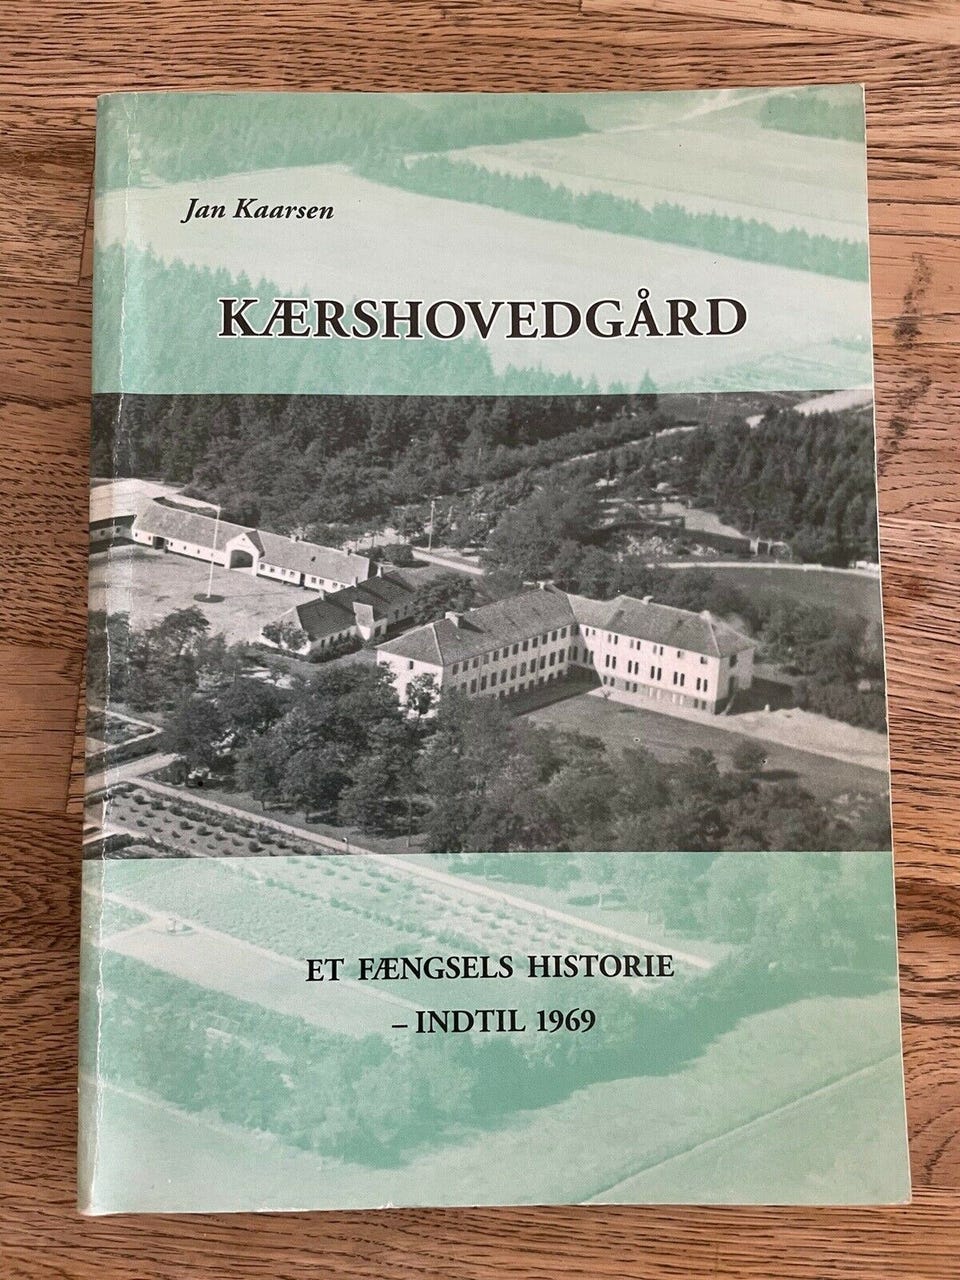 Jan Kaarsen
KÆRSHOVEDGÅRD
ET FÆNGSELS HISTORIE
– INDTIL 1969